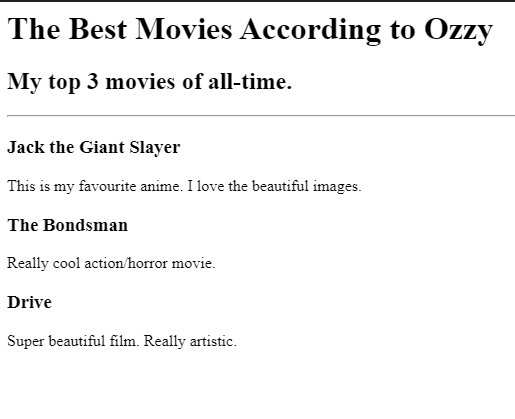 The Best Movies According to Ozzy
My top 3 movies of all-time.
Jack the Giant Slayer
This is my favourite anime. I love the beautiful images.
The Bondsman
Really cool action/horror movie.
Drive
Super beautiful film. Really artistic.